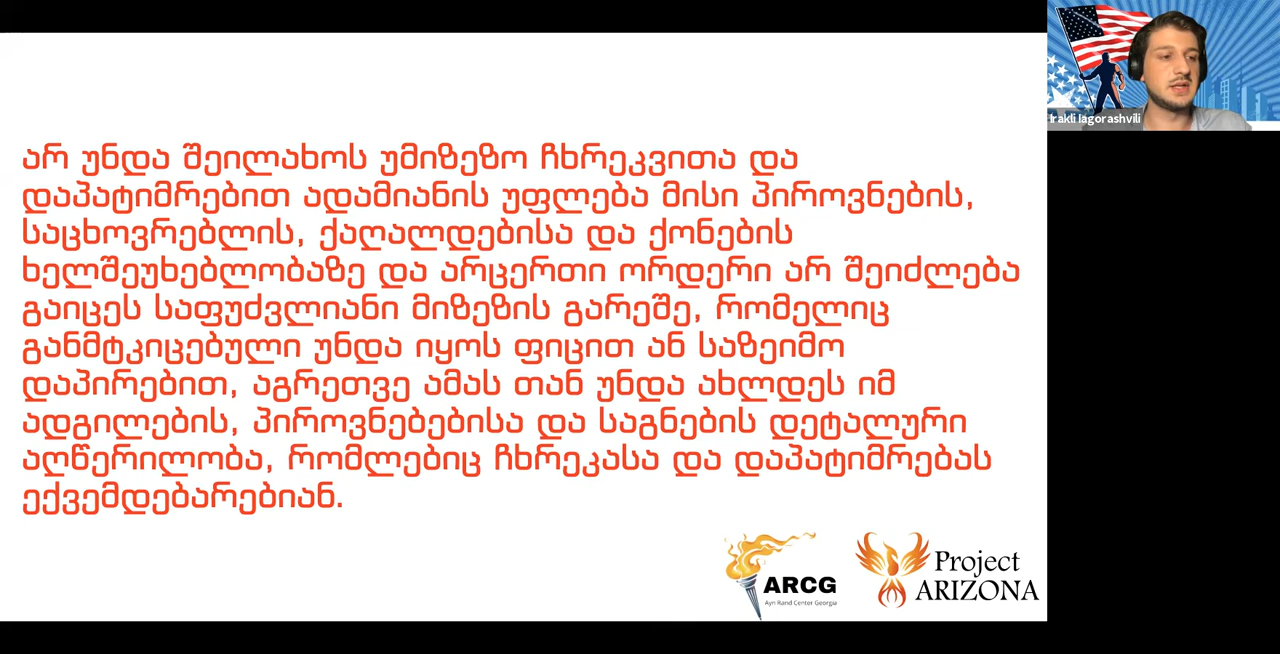 Irakli Iagorashvili
არ უნდა შეილახოს უმიზეზო ჩხრეკვითა და
დაპატიმრებით ადამიანის უფლება მისი პიროვნების,
საცხოვრებლის, ქაღალდებისა და ქონების
ხელშეუხებლობაზე და არცერთი ორდერი არ შეიძლება
გაიცეს საფუძვლიანი მიზეზის გარეშე, რომელიც
განმტკიცებული უნდა იყოს ფიცით ან საზეიმო
დაპირებით, აგრეთვე ამას თან უნდა ახლდეს იმ
ადგილების, პიროვნებებისა და საგნების დეტალური
აღწერილობა, რომლებიც ჩხრეკასა და დაპატიმრებას
ექვემდებარებიან.
ARCG
Ayn Rand Center Georgia
Project
ARIZONA